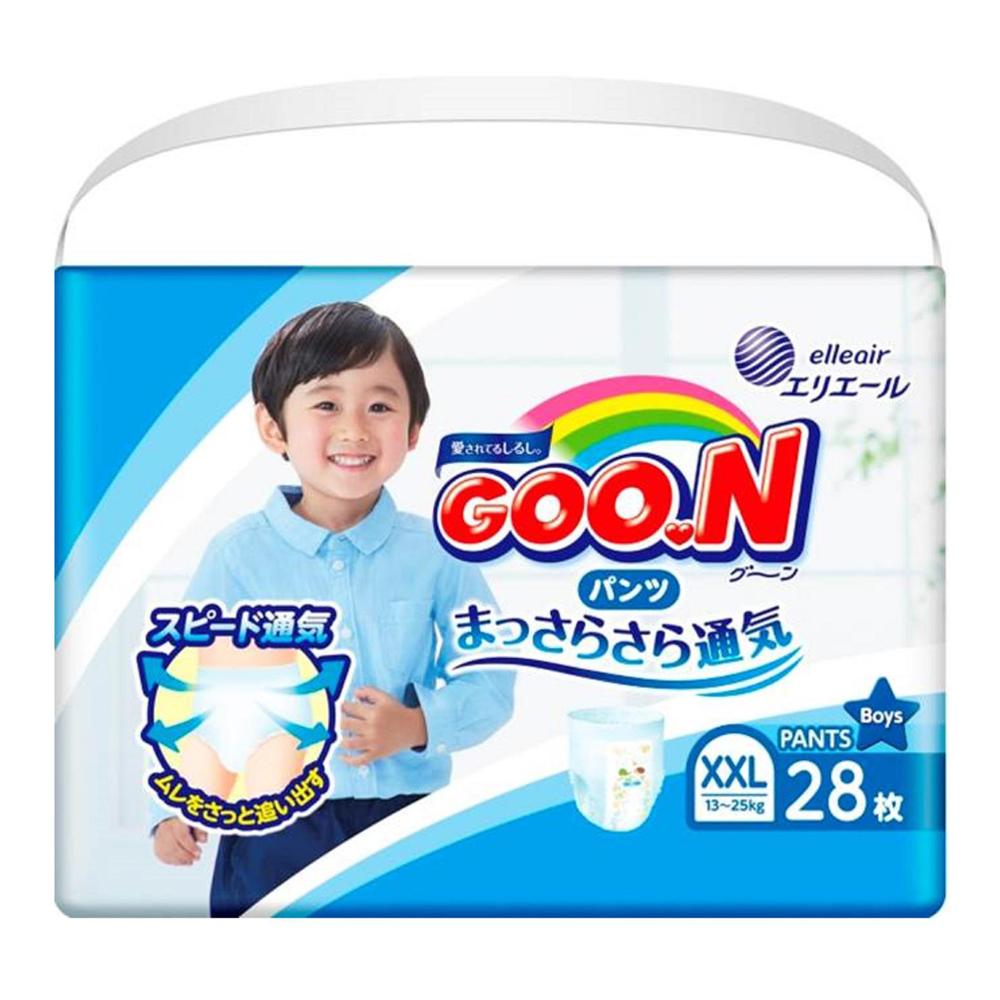 elleair
エリエール
愛されてるしるし。
GOO.N
グ〜ン
パンツ
まっさらさら通気
スピード通気
ムレをさっと追い出す
Boys
PANTS
XXL
13~25kg
28枚